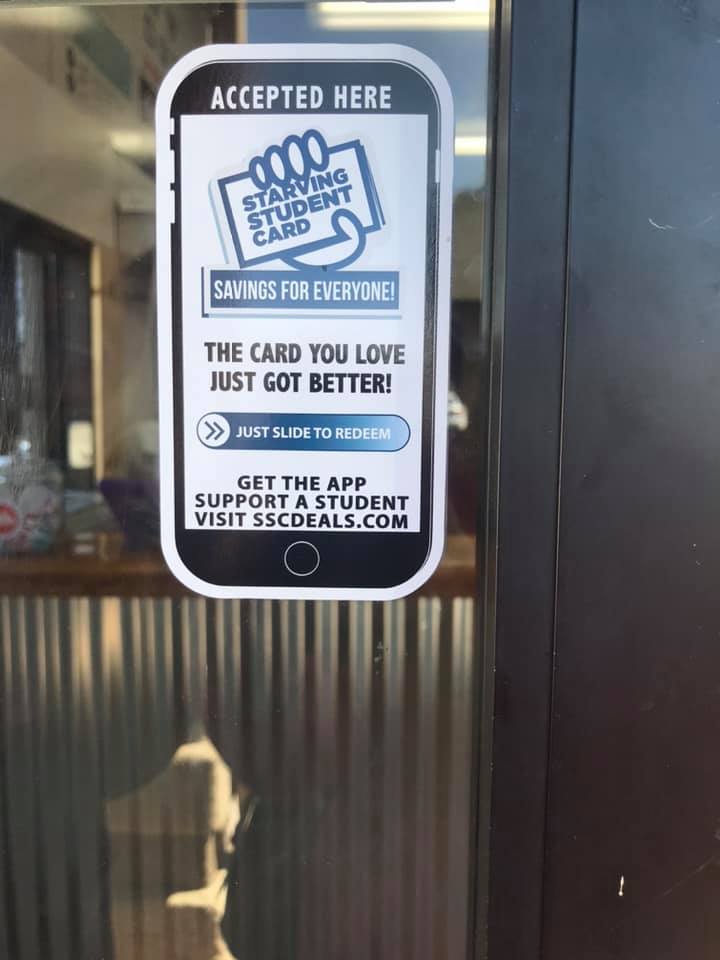 ACCEPTED HERE
STARVING
STUDENT
CARD
SAVINGS FOR EVERYONE!
THE CARD YOU LOVE
JUST GOT BETTER!
JUST SLIDE TO REDEEM
GET THE APP
SUPPORT A STUDENT
VISIT SSCDEALS.COM